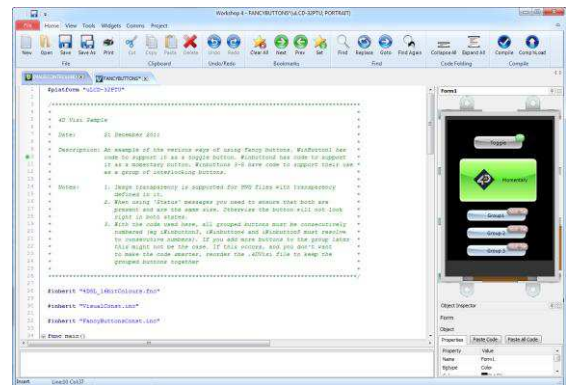 Workshop 4 - FANCYBUTTONS*(uLCD-32PTU, PORTRAIT)
File Home View Tools Widgets Comms Project
New Open Save Save As Print Cut Copy Paste Delete Undo Redo Clear All Next Prev Find Replace Goto Find Again Collapse All Expand All Compile Comp'nLoad
File Clipboard Undo/Redo Bookmarks Find Code Folding Compile
FANCYBUTTONS*
#platform "uLCD-32PTU"
4D Visi Sample
Date: 21 December 2011
Description: An example of the various ways of using Fancy buttons. WinButton1 has
code to support it as a toggle button. Winbutton2 has code to support
it as a momentary button. Winbuttons 3-5 have code to support their use
as a group of interlocking buttons.
Notes: 1. Image transparency is supported for PNG files with transparency
defined in it.
2. When using 'Status' messages you need to ensure that both are
present and are the same size. Otherwise the button will not look
right in both states.
3. With the code used here, all grouped buttons must be consecutively
numbered (eg iWinbutton3, iWinbutton4 and iWinbutton5 must resolve
to consecutive numbers). If you add more buttons to the group later
this might not be the case. If this occurs, and you don't want
to make the code smarter, reorder the .4DVisi file to keep the
grouped buttons together
#inherit "4DGL_16bitColours.fnc"
#inherit "VisualConst.inc"
#inherit "FancyButtonsConst.inc"
func main()
Form1
Toggle
4D
Momentary
Group1
Group 2
Group 3
Object Inspector
Form
Object
Properties Paste Code Paste all Code
Property Value
Name Form1
Bgtype Color
Insert Line:10 Col:37